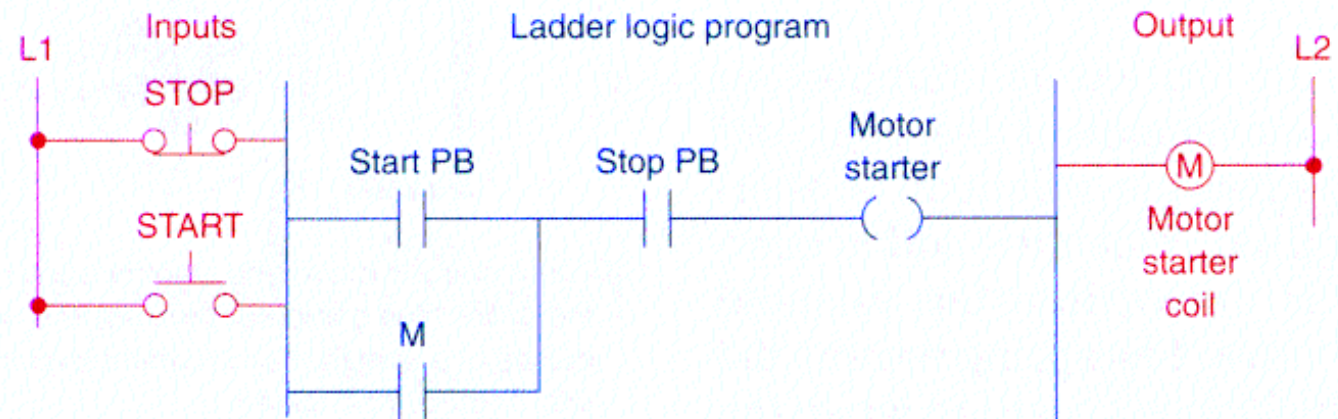 Inputs
Ladder logic program
Output
L1
L2
STOP
START
Start PB
Stop PB
Motor
starter
M
M
Motor
starter
coil